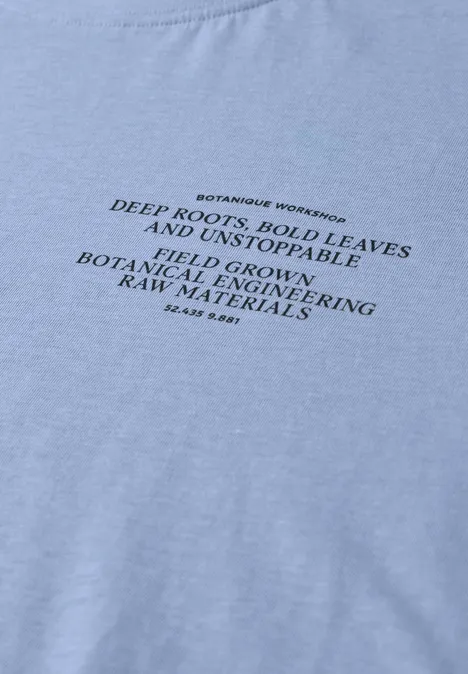 BOTANIQUE WORKSHOP
DEEP ROOTS, BOLD LEAVES
AND UNSTOPPABLE
FIELD GROWN
BOTANICAL ENGINEERING
RAW MATERIALS
52.435 9.881